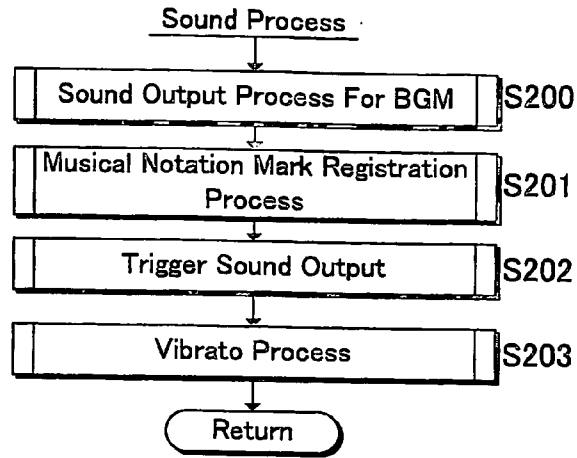 Sound Process
Sound Output Process For BGM
S200
Musical Notation Mark Registration
Process
S201
Trigger Sound Output
S202
Vibrato Process
S203
Return